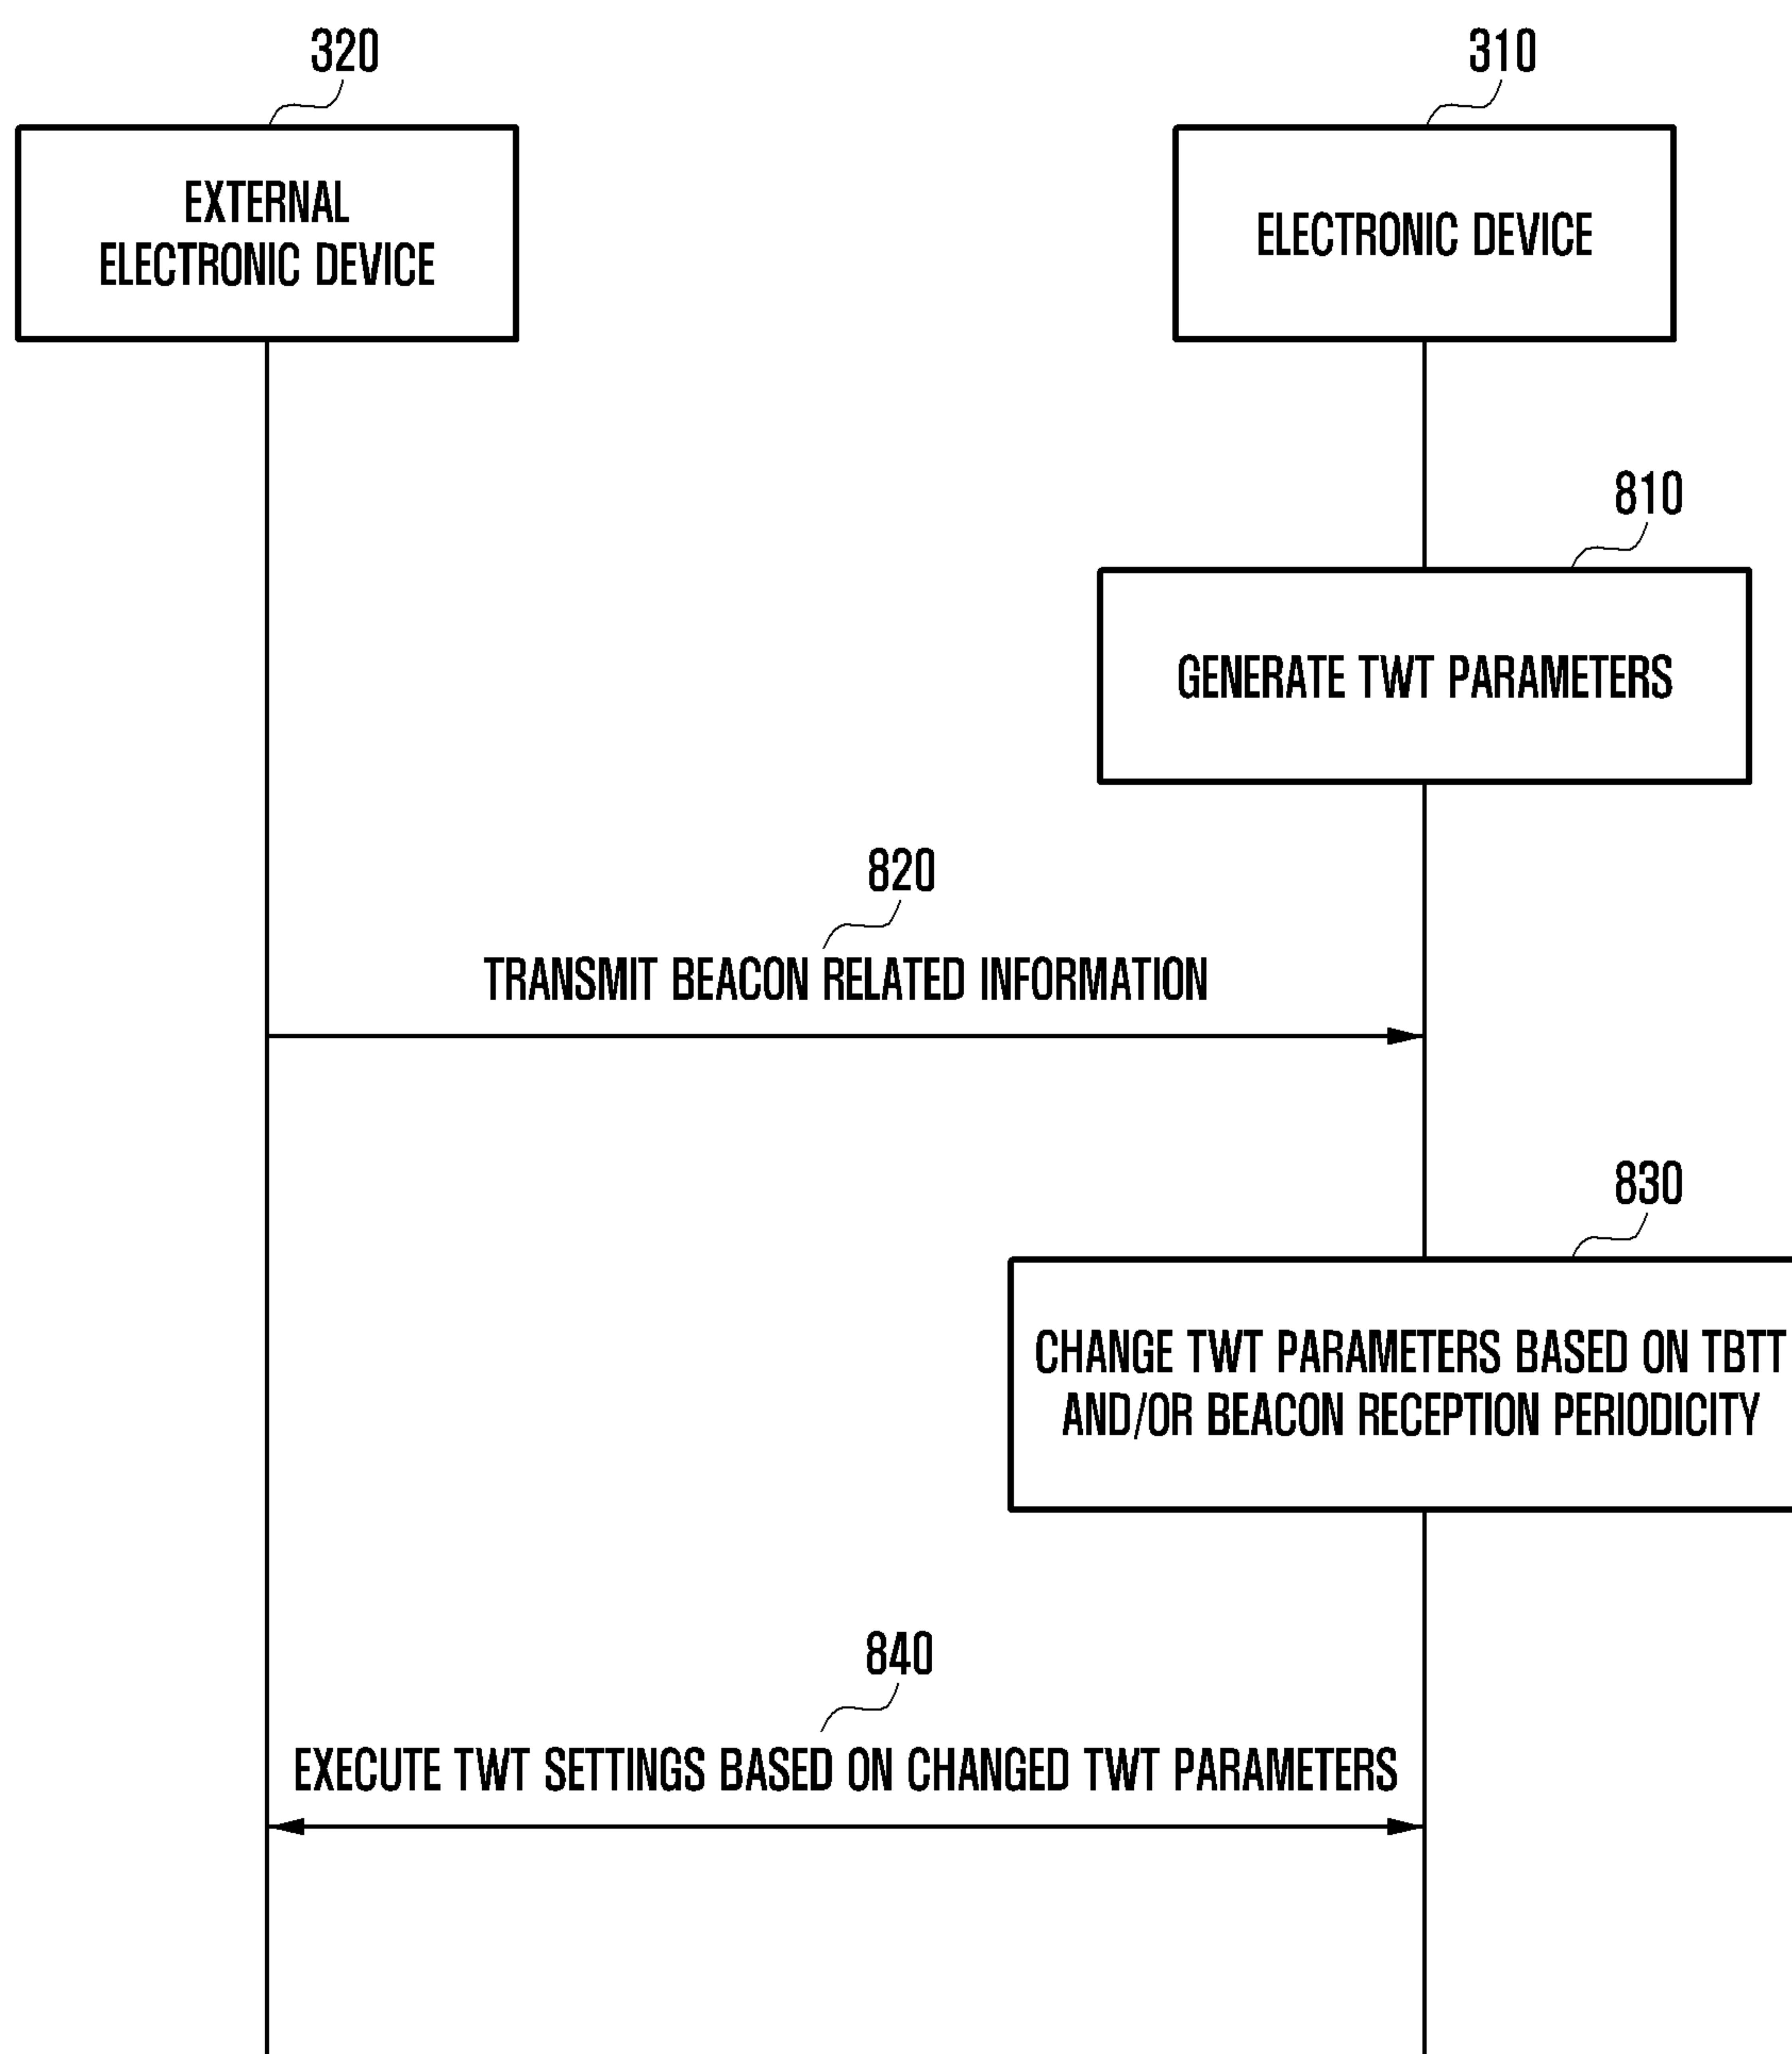 320
310
EXTERNAL
ELECTRONIC DEVICE
ELECTRONIC DEVICE
810
GENERATE TWT PARAMETERS
820
TRANSMIT BEACON RELATED INFORMATION
830
CHANGE TWT PARAMETERS BASED ON TBTT
AND/OR BEACON RECEPTION PERIODICITY
840
EXECUTE TWT SETTINGS BASED ON CHANGED TWT PARAMETERS